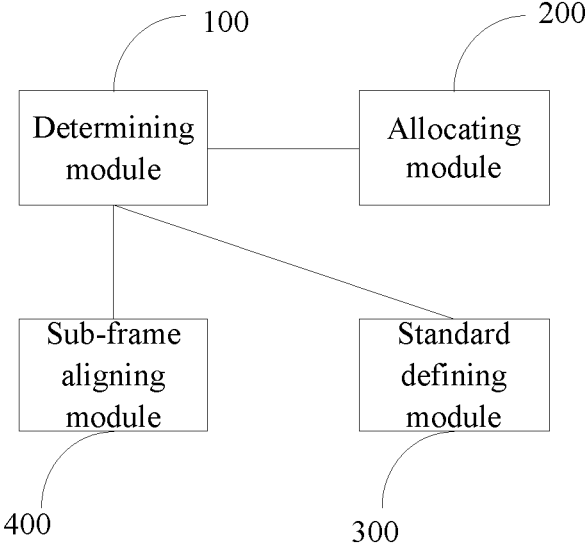 100
200
Determining
module
Allocating
module
Sub-frame
aligning
module
Standard
defining
module
400
300